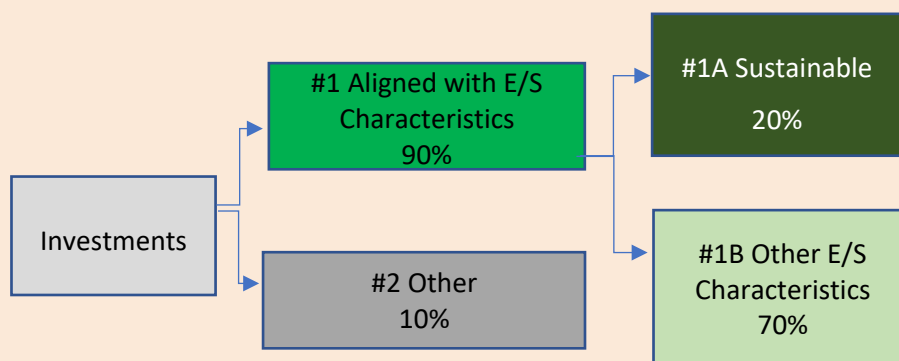 Investments
#1 Aligned with E/S
Characteristics
90%
#2 Other
10%
#1A Sustainable
20%
#1B Other E/S
Characteristics
70%